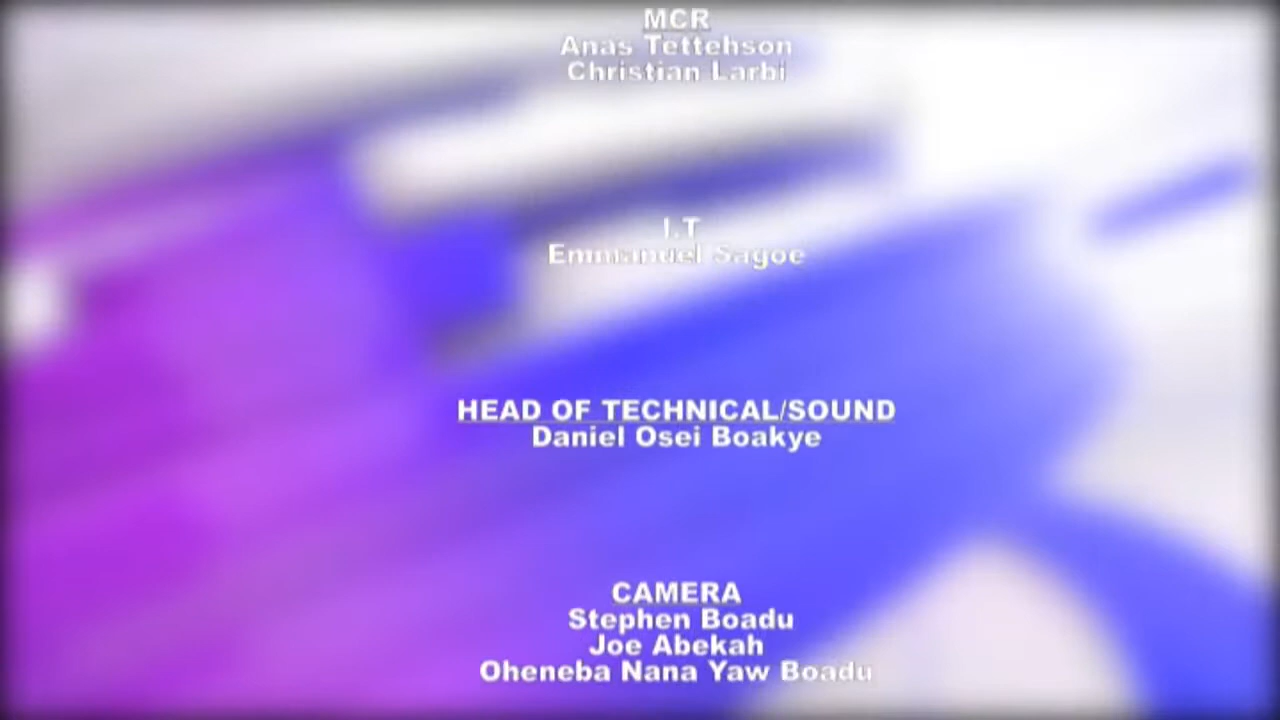 MCR
Anas Tettehson
Christian Larbi
I.T
Emmanuel Sagoe
HEAD OF TECHNICAL/SOUND
Daniel Osei Boakye
CAMERA
Stephen Boadu
Joe Abekah
Oheneba Nana Yaw Boadu